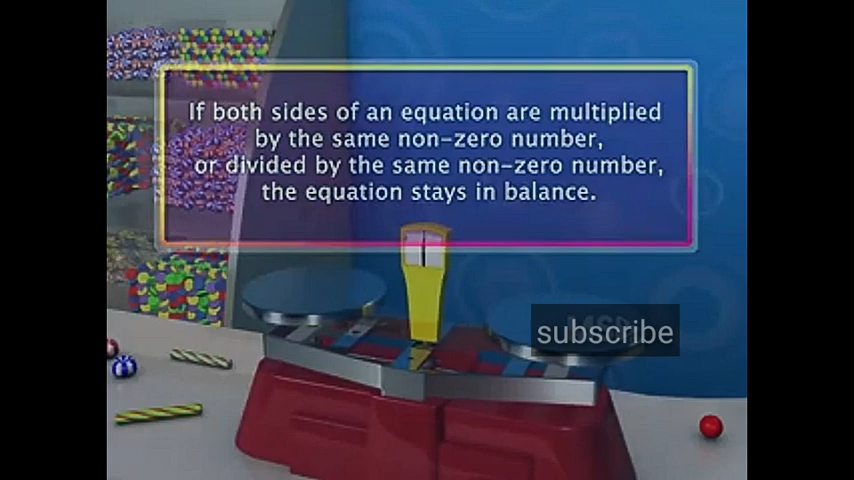 If both sides of an equation are multiplied
by the same non-zero number,
or divided by the same non-zero number,
the equation stays in balance.
subscribe